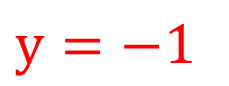 y = −1